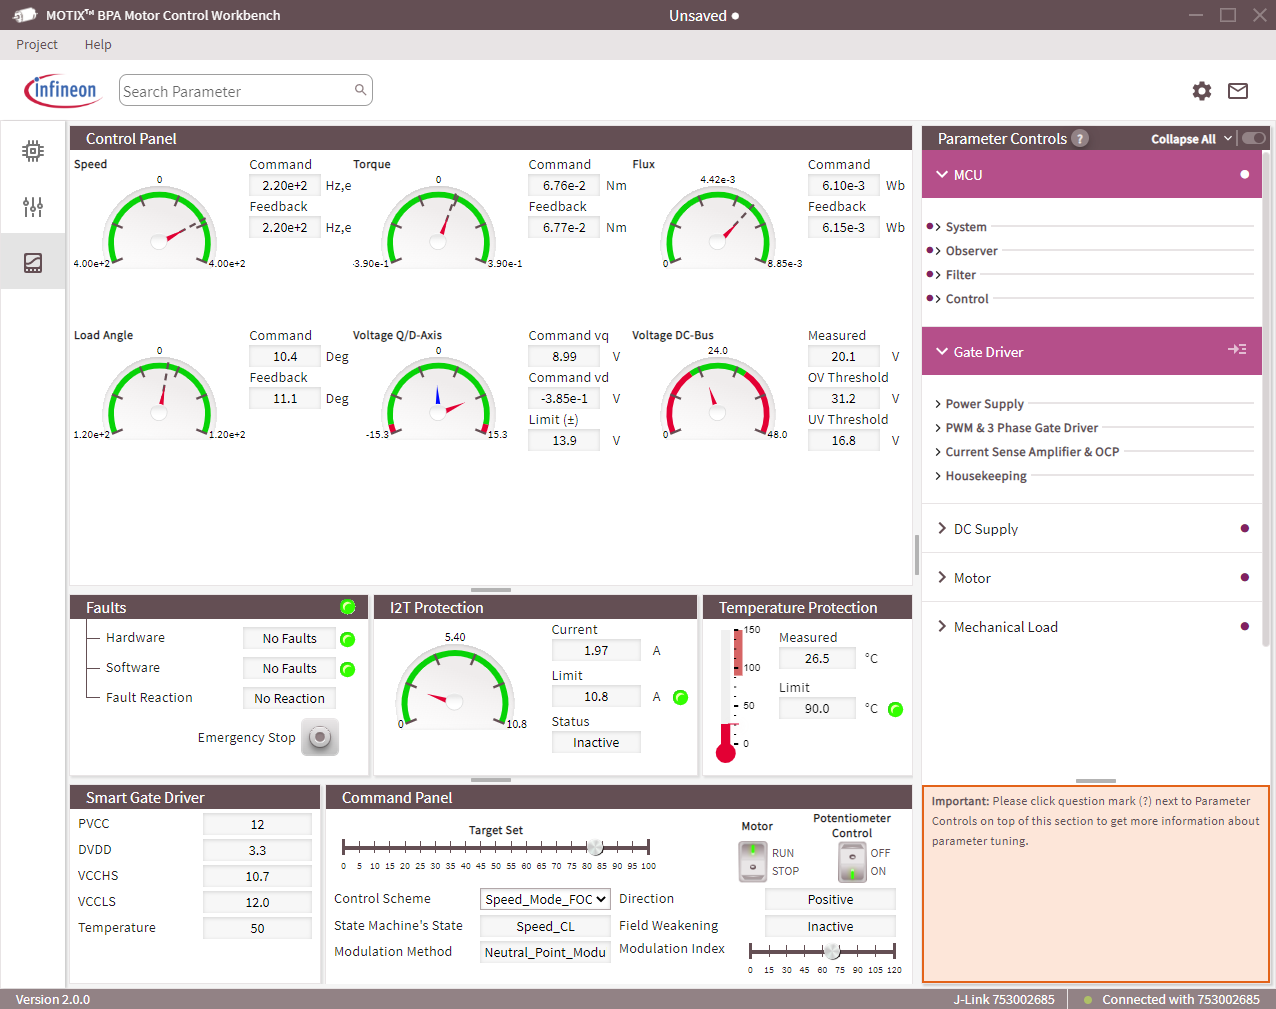 MOTIX™ BPA Motor Control Workbench
Unsaved
Project Help
infineon
Search Parameter
Control Panel
Speed
0
4.00e+2
4.00e+2
Command
2.20e+2 Hz,e
Feedback
2.20e+2 Hz,e
Torque
0
-3.90e-1
3.90e-1
Command
6.76e-2 Nm
Feedback
6.77e-2 Nm
Flux
4.42e-3
0
8.85e-3
Command
6.10e-3 Wb
Feedback
6.15e-3 Wb
Load Angle
0
1.20e+2
1.20e+2
Command
10.4 Deg
Feedback
11.1 Deg
Voltage Q/D-Axis
0
-15.3
15.3
Command vq
8.99 V
Command vd
-3.85e-1 V
Limit (±)
13.9 V
Voltage DC-Bus
24.0
0
48.0
Measured
20.1 V
OV Threshold
31.2 V
UV Threshold
16.8 V
Parameter Controls ?
Collapse All
MCU
System
Observer
Filter
Control
Gate Driver
Power Supply
PWM & 3 Phase Gate Driver
Current Sense Amplifier & OCP
Housekeeping
DC Supply
Motor
Mechanical Load
Important: Please click question mark (?) next to Parameter
Controls on top of this section to get more information about
parameter tuning.
Faults
Hardware No Faults
Software No Faults
Fault Reaction No Reaction
Emergency Stop
I2T Protection
5.40
0
10.8
Current
1.97 A
Limit
10.8 A
Status
Inactive
Temperature Protection
150
100
50
0
Measured
26.5 °C
Limit
90.0 °C
Smart Gate Driver
PVCC 12
DVDD 3.3
VCCHS 10.7
VCCLS 12.0
Temperature 50
Command Panel
Target Set
0 5 10 15 20 25 30 35 40 45 50 55 60 65 70 75 80 85 90 95 100
Motor
RUN
STOP
Potentiometer
Control
OFF
ON
Control Scheme Speed_Mode_FOC
Direction Positive
State Machine's State Speed_CL
Field Weakening Inactive
Modulation Method Neutral_Point_Modu
Modulation Index
0 15 30 45 60 75 90 105 120
Version 2.0.0
J-Link 753002685
Connected with 753002685